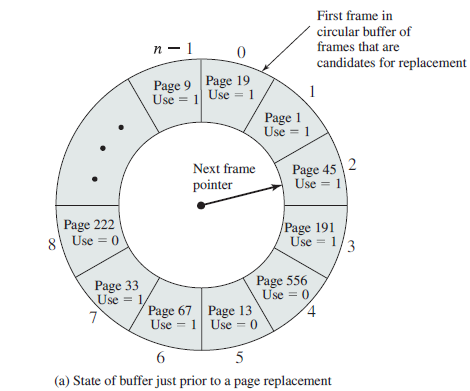 First frame in
circular buffer of
frames that are
candidates for replacement
n − 1
0
Page 9
Use = 1
Page 19
Use = 1
1
Page 1
Use = 1
2
Page 45
Use = 1
Next frame
pointer
Page 191
Use = 1
3
Page 556
Use = 0
4
Page 13
Use = 0
5
Page 67
Use = 1
6
Page 33
Use = 1
7
Page 222
Use = 0
8
(a) State of buffer just prior to a page replacement